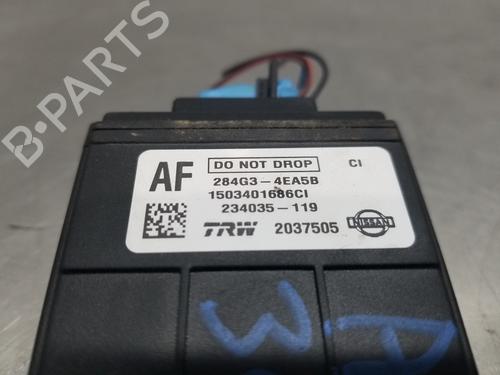 B-PARTS
AF
DO NOT DROP
CI
284G3-4EA5B
1503401686CI
234035-119
TRW 2037505
NISSAN